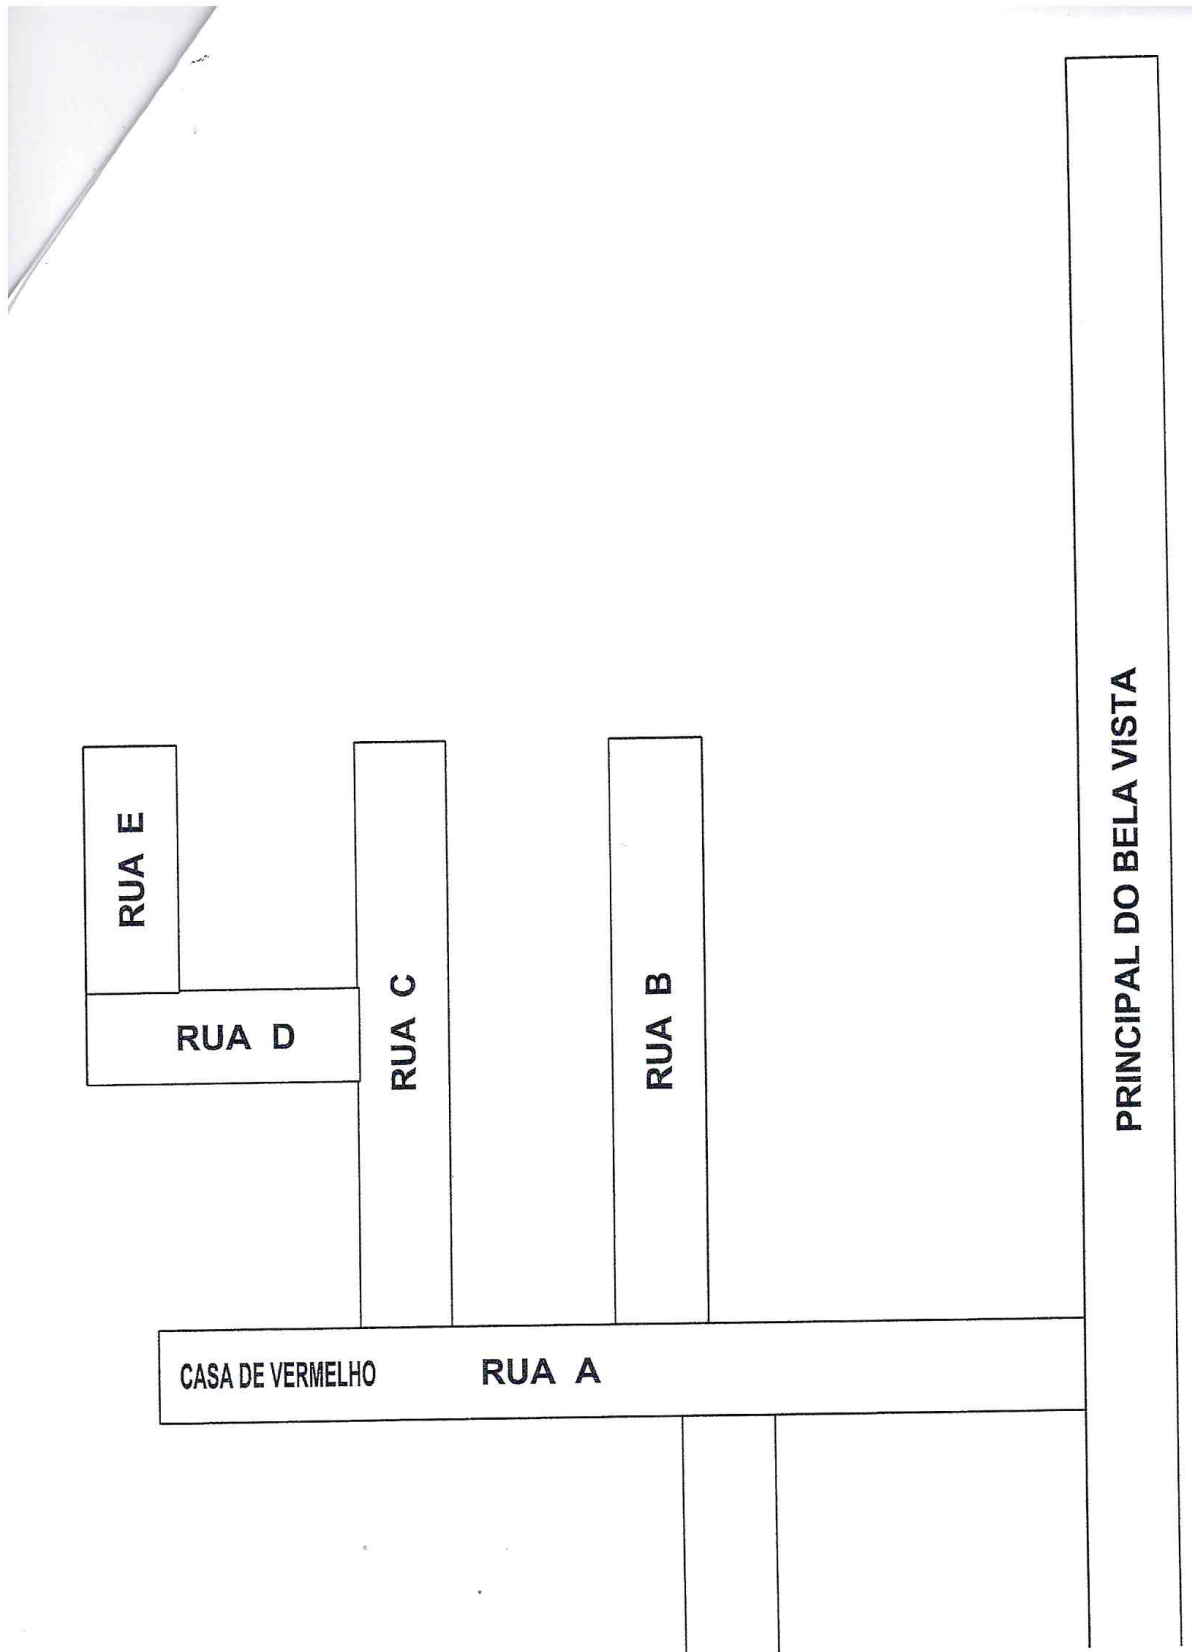 RUA E
RUA D
RUA C
RUA B
PRINCIPAL DO BELA VISTA
CASA DE VERMELHO
RUA A